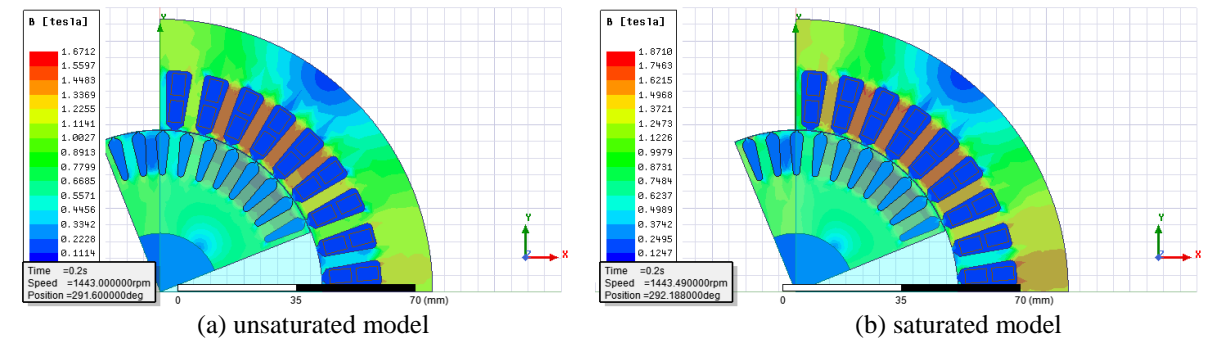 B [tesla]
1.6712
1.5597
1.4483
1.3369
1.2255
1.1141
1.0027
0.8913
0.7799
0.6685
0.5571
0.4456
0.3342
0.2228
0.1114
Y
Time =0.2s
Speed =1443.000000rpm
Position =291.600000deg
0 35 70 (mm)
Y
Z
X
(a) unsaturated model
B [tesla]
1.8710
1.7463
1.6215
1.4968
1.3721
1.2473
1.1226
0.9979
0.8731
0.7484
0.6237
0.4989
0.3742
0.2495
0.1247
Y
Time =0.2s
Speed =1443.490000rpm
Position =292.188000deg
0 35 70 (mm)
Y
Z
X
(b) saturated model